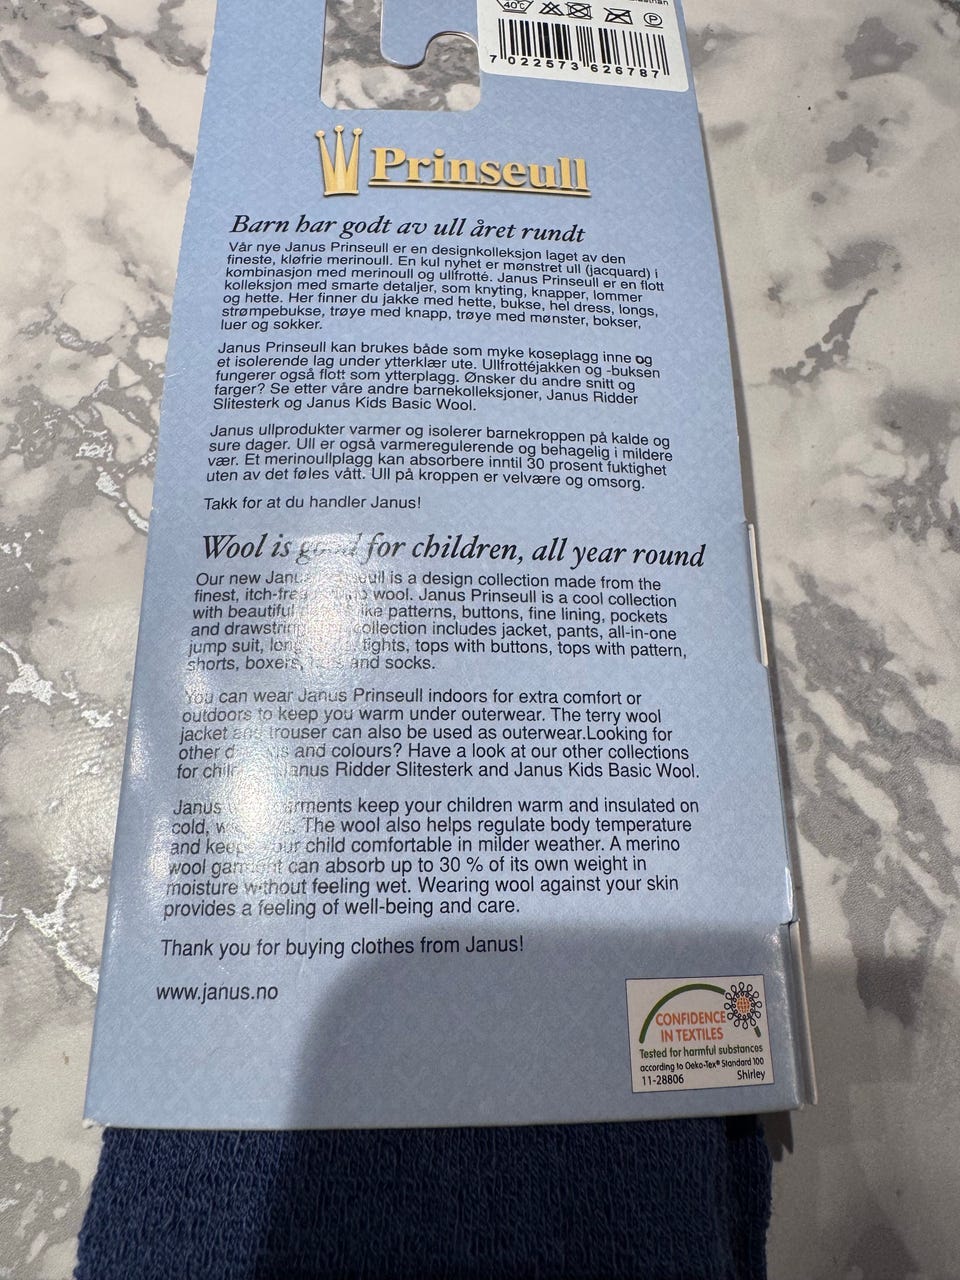 40°C
P
7 022573 626787
Prinseull
Barn har godt av ull året rundt
Vår nye Janus Prinseull er en designkolleksjon laget av den
fineste, kløfrie merinoull. En kul nyhet er mønstret ull (jacquard) i
kombinasjon med merinoull og ullfrotté. Janus Prinseull er en flott
kolleksjon med smarte detaljer, som knyting, knapper, lommer
og hette. Her finner du jakke med hette, bukse, hel dress, longs,
strømpebukse, trøye med knapp, trøye med mønster, bokser,
luer og sokker.
Janus Prinseull kan brukes både som myke koseplagg inne og
et isolerende lag under ytterklær ute. Ullfrottéjakken og -buksen
fungerer også flott som ytterplagg. Ønsker du andre snitt og
farger? Se etter våre andre barnekolleksjoner, Janus Ridder
Slitesterk og Janus Kids Basic Wool.
Janus ullprodukter varmer og isolerer barnekroppen på kalde og
sure dager. Ull er også varmeregulerende og behagelig i mildere
vær. Et merinoullplagg kan absorbere inntil 30 prosent fuktighet
uten av det føles vått. Ull på kroppen er velvære og omsorg.
Takk for at du handler Janus!
Wool is good for children, all year round
Our new Janus Prinseull is a design collection made from the
finest, itch-free merino wool. Janus Prinseull is a cool collection
with beautiful like patterns, buttons, fine lining, pockets
and drawstring collection includes jacket, pants, all-in-one
jump suit, tights, tops with buttons, tops with pattern,
shorts, boxers, and socks.
You can wear Janus Prinseull indoors for extra comfort or
outdoors to keep you warm under outerwear. The terry wool
jacket and trouser can also be used as outerwear.Looking for
other and colours? Have a look at our other collections
for Janus Ridder Slitesterk and Janus Kids Basic Wool.
Janus garments keep your children warm and insulated on
cold, The wool also helps regulate body temperature
and keep your child comfortable in milder weather. A merino
wool garment can absorb up to 30 % of its own weight in
moisture without feeling wet. Wearing wool against your skin
provides a feeling of well-being and care.
Thank you for buying clothes from Janus!
www.janus.no
CONFIDENCE
IN TEXTILES
Tested for harmful substances
according to Oeko-Tex® Standard 100
11-28806 Shirley